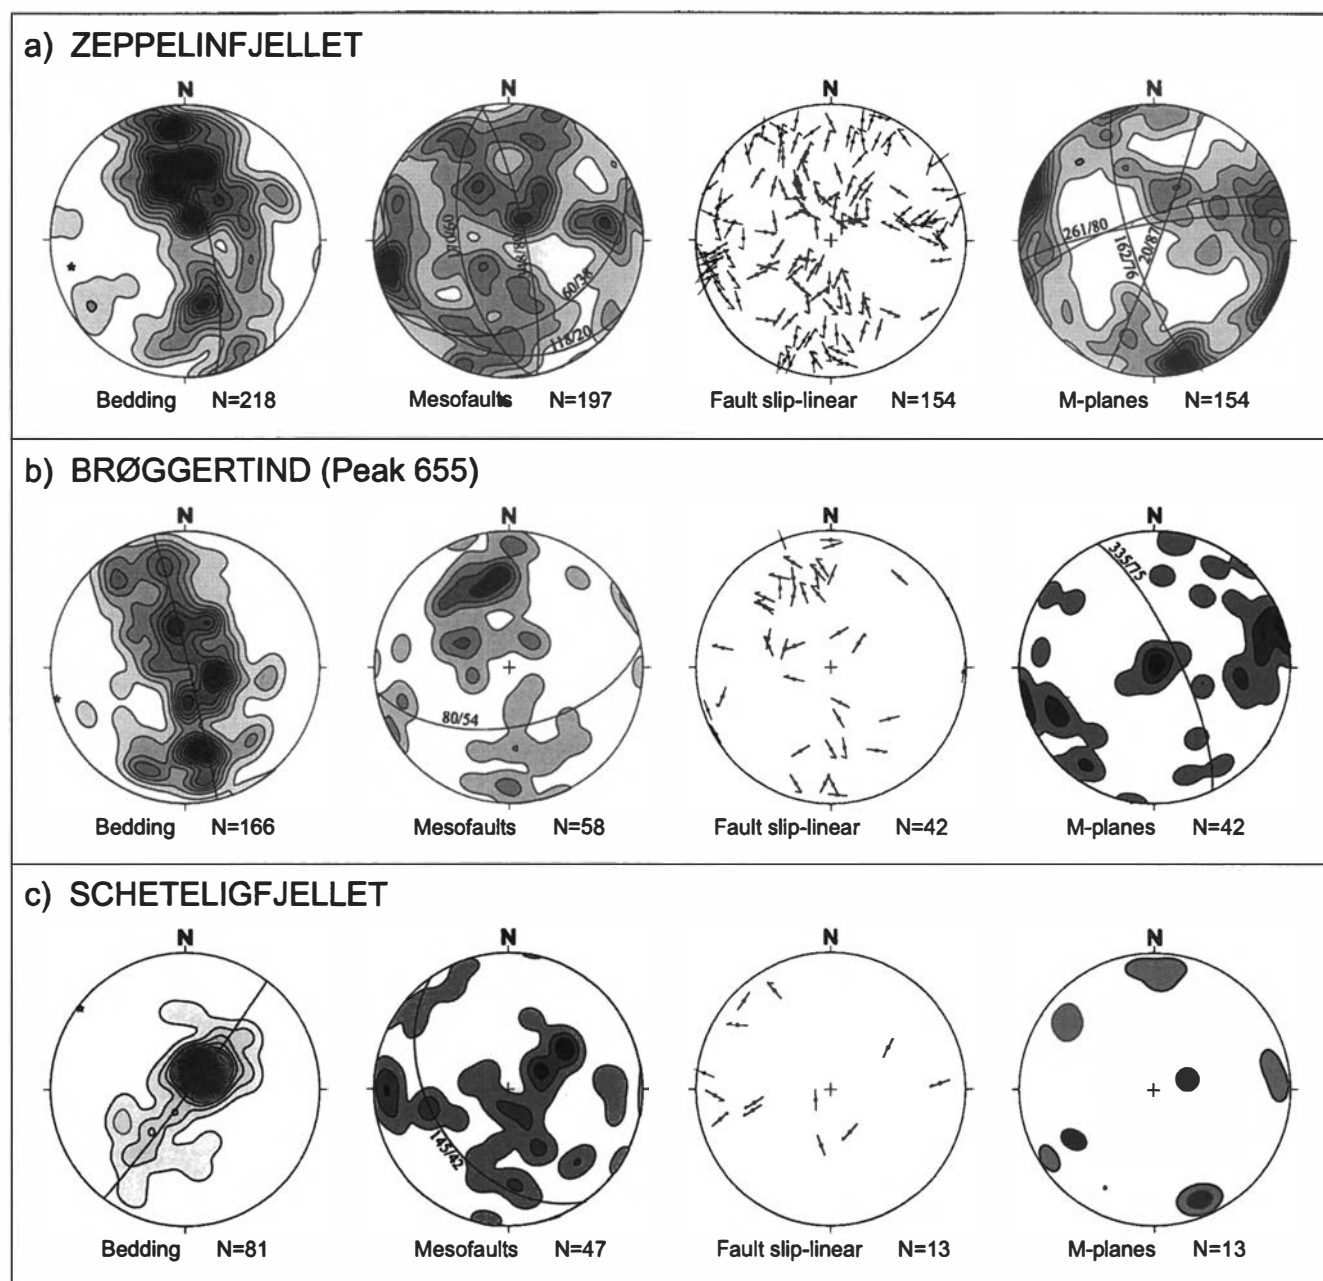 a) ZEPPELINFJELLET
N N N N
60/38
118/20
261/80
162/76
20/87
Bedding N=218 Mesofaults N=197 Fault slip-linear N=154 M-planes N=154
b) BRØGGERTIND (Peak 655)
N N N N
80/54
335/75
Bedding N=166 Mesofaults N=58 Fault slip-linear N=42 M-planes N=42
c) SCHETELIGFJELLET
N N N N
145/42
Bedding N=81 Mesofaults N=47 Fault slip-linear N=13 M-planes N=13